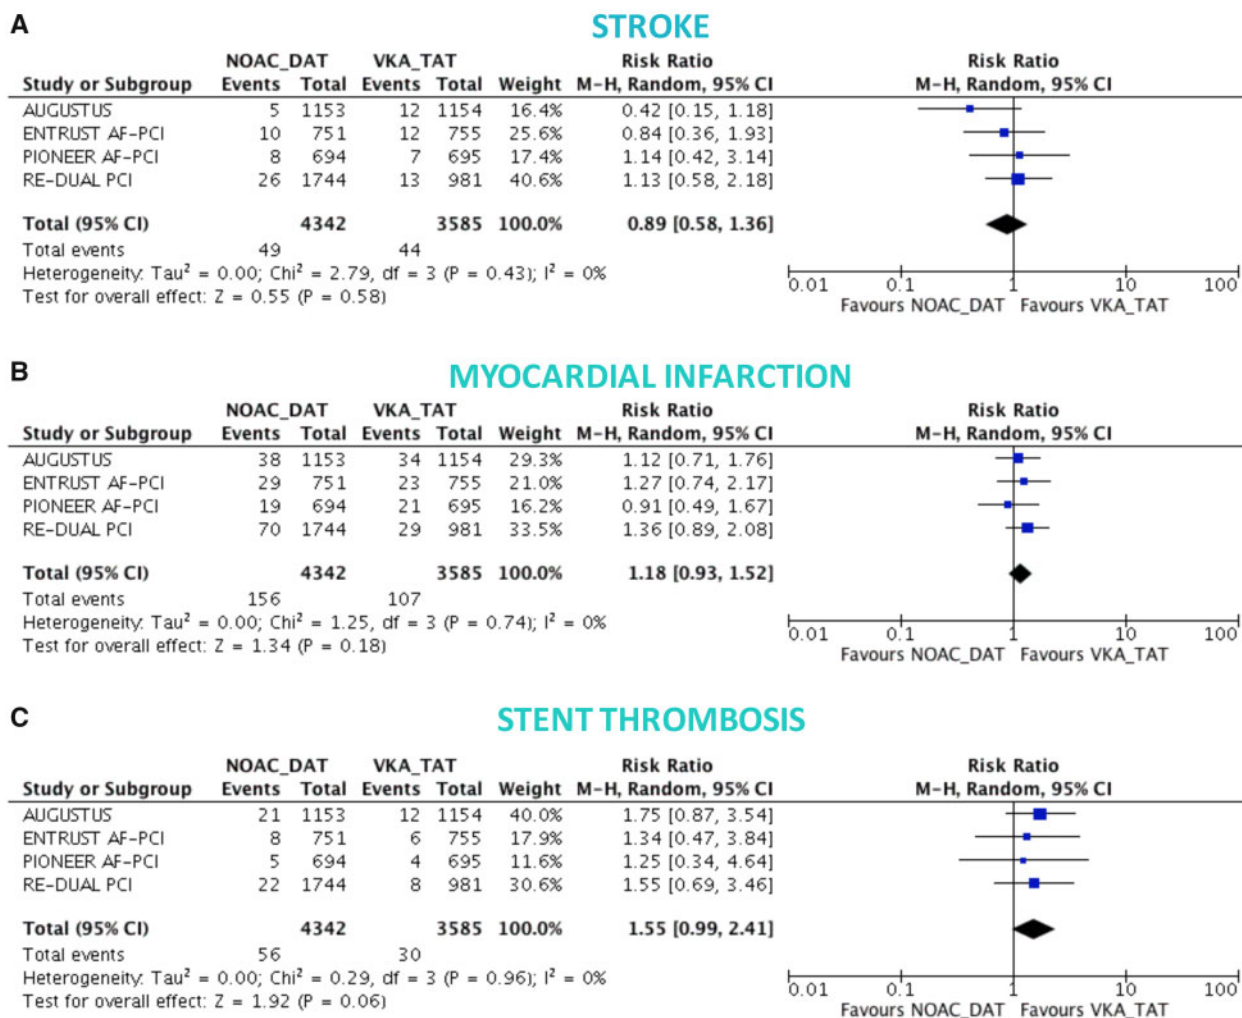 A
STROKE
NOAC_DAT VKA_TAT Risk Ratio Risk Ratio
Study or Subgroup Events Total Events Total Weight M-H, Random, 95% CI M-H, Random, 95% CI
AUGUSTUS 5 1153 12 1154 16.4% 0.42 [0.15, 1.18]
ENTRUST AF-PCI 10 751 12 755 25.6% 0.84 [0.36, 1.93]
PIONEER AF-PCI 8 694 7 695 17.4% 1.14 [0.42, 3.14]
RE-DUAL PCI 26 1744 13 981 40.6% 1.13 [0.58, 2.18]
Total (95% CI) 4342 3585 100.0% 0.89 [0.58, 1.36]
Total events 49 44
Heterogeneity: Tau² = 0.00; Chi² = 2.79, df = 3 (P = 0.43); I² = 0%
Test for overall effect: Z = 0.55 (P = 0.58)
0.01 0.1 1 10 100
Favours NOAC_DAT Favours VKA_TAT
B
MYOCARDIAL INFARCTION
NOAC_DAT VKA_TAT Risk Ratio Risk Ratio
Study or Subgroup Events Total Events Total Weight M-H, Random, 95% CI M-H, Random, 95% CI
AUGUSTUS 38 1153 34 1154 29.3% 1.12 [0.71, 1.76]
ENTRUST AF-PCI 29 751 23 755 21.0% 1.27 [0.74, 2.17]
PIONEER AF-PCI 19 694 21 695 16.2% 0.91 [0.49, 1.67]
RE-DUAL PCI 70 1744 29 981 33.5% 1.36 [0.89, 2.08]
Total (95% CI) 4342 3585 100.0% 1.18 [0.93, 1.52]
Total events 156 107
Heterogeneity: Tau² = 0.00; Chi² = 1.25, df = 3 (P = 0.74); I² = 0%
Test for overall effect: Z = 1.34 (P = 0.18)
0.01 0.1 1 10 100
Favours NOAC_DAT Favours VKA_TAT
C
STENT THROMBOSIS
NOAC_DAT VKA_TAT Risk Ratio Risk Ratio
Study or Subgroup Events Total Events Total Weight M-H, Random, 95% CI M-H, Random, 95% CI
AUGUSTUS 21 1153 12 1154 40.0% 1.75 [0.87, 3.54]
ENTRUST AF-PCI 8 751 6 755 17.9% 1.34 [0.47, 3.84]
PIONEER AF-PCI 5 694 4 695 11.6% 1.25 [0.34, 4.64]
RE-DUAL PCI 22 1744 8 981 30.6% 1.55 [0.69, 3.46]
Total (95% CI) 4342 3585 100.0% 1.55 [0.99, 2.41]
Total events 56 30
Heterogeneity: Tau² = 0.00; Chi² = 0.29, df = 3 (P = 0.96); I² = 0%
Test for overall effect: Z = 1.92 (P = 0.06)
0.01 0.1 1 10 100
Favours NOAC_DAT Favours VKA_TAT